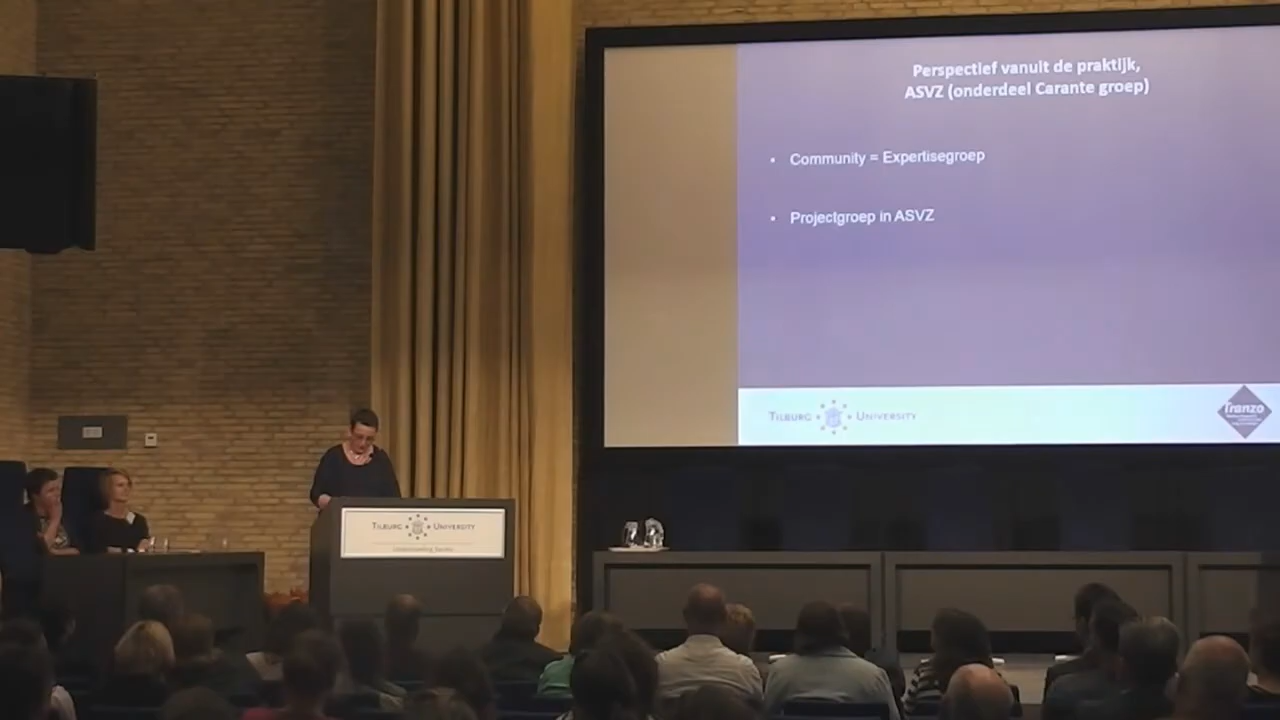 Perspectief vanuit de praktijk,
ASVZ (onderdeel Carante groep)
• Community = Expertisegroep
• Projectgroep in ASVZ
TILBURG UNIVERSITY
Tranzo
TILBURG UNIVERSITY
Understanding Society